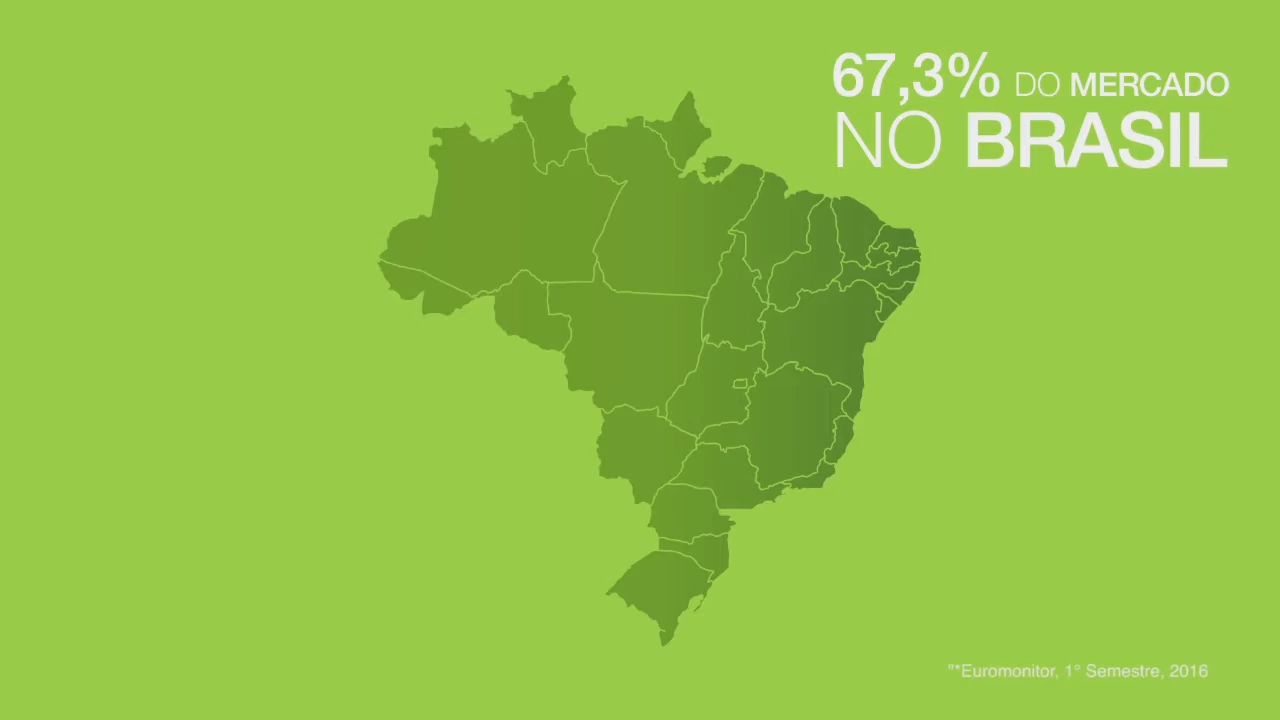 67,3% DO MERCADO
NO BRASIL
"*Euromonitor, 1° Semestre, 2016